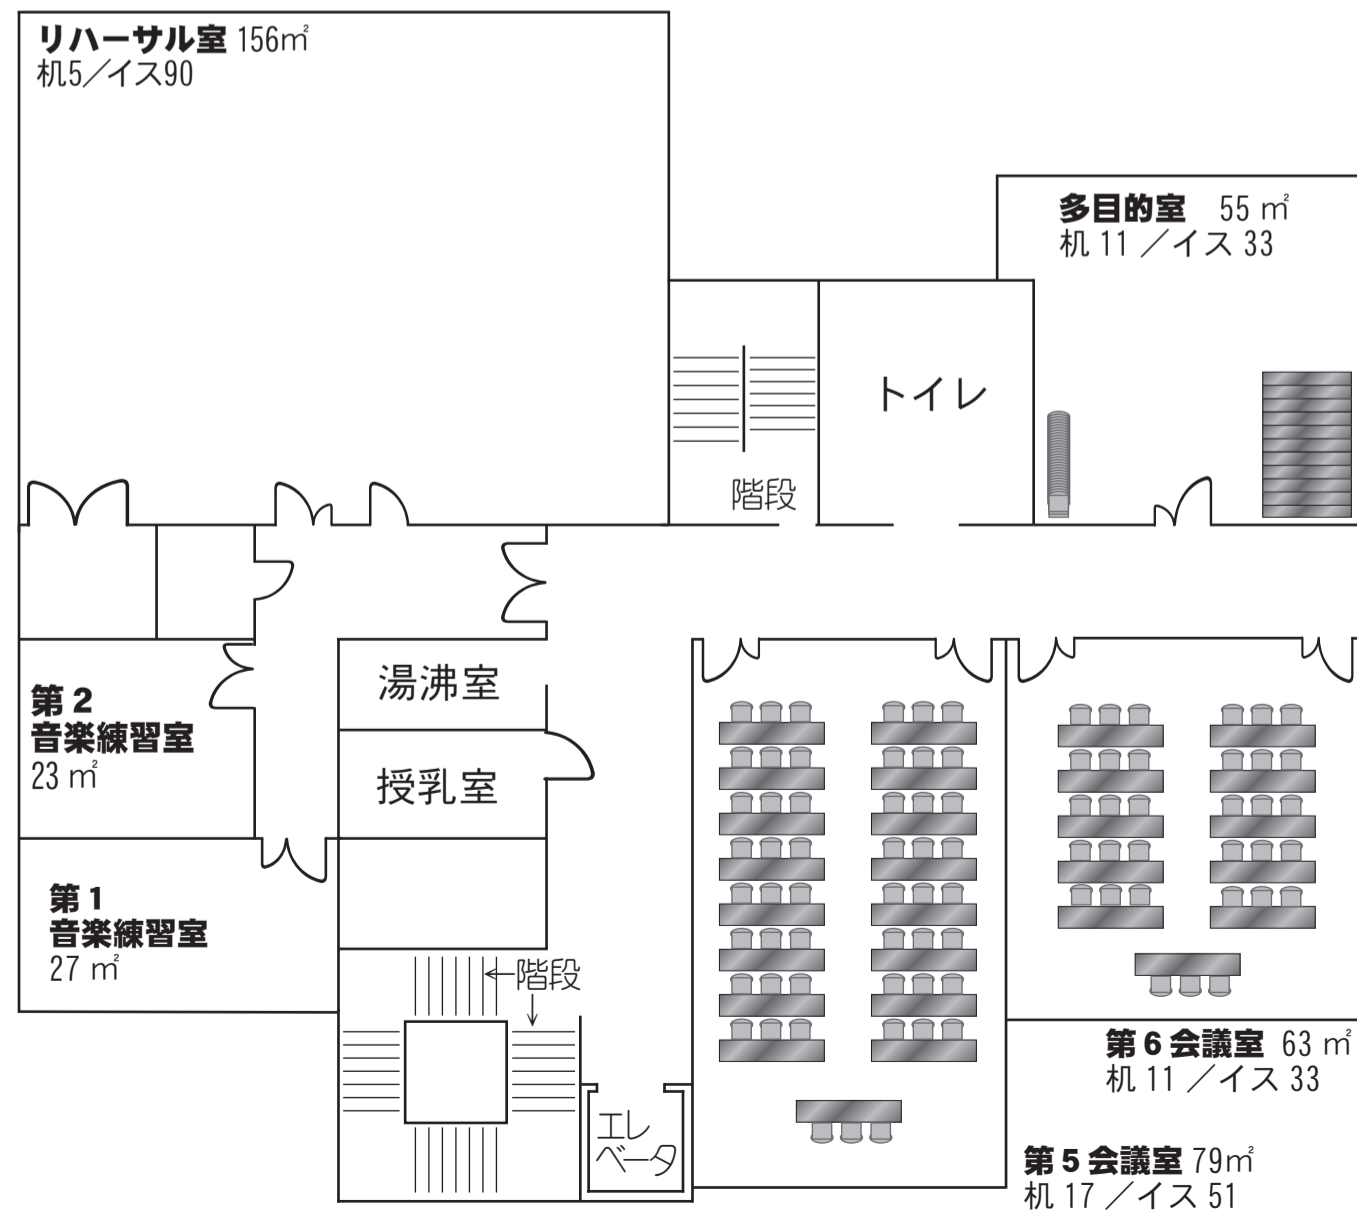 リハーサル室 156㎡
机5／イス90
多目的室 55 ㎡
机 11 ／イス 33
トイレ
階段
湯沸室
第 2
音楽練習室
23 ㎡
授乳室
第 1
音楽練習室
27 ㎡
←階段
↓
エレ
ベータ
第 6 会議室 63 ㎡
机 11 ／イス 33
第 5 会議室 79㎡
机 17 ／イス 51